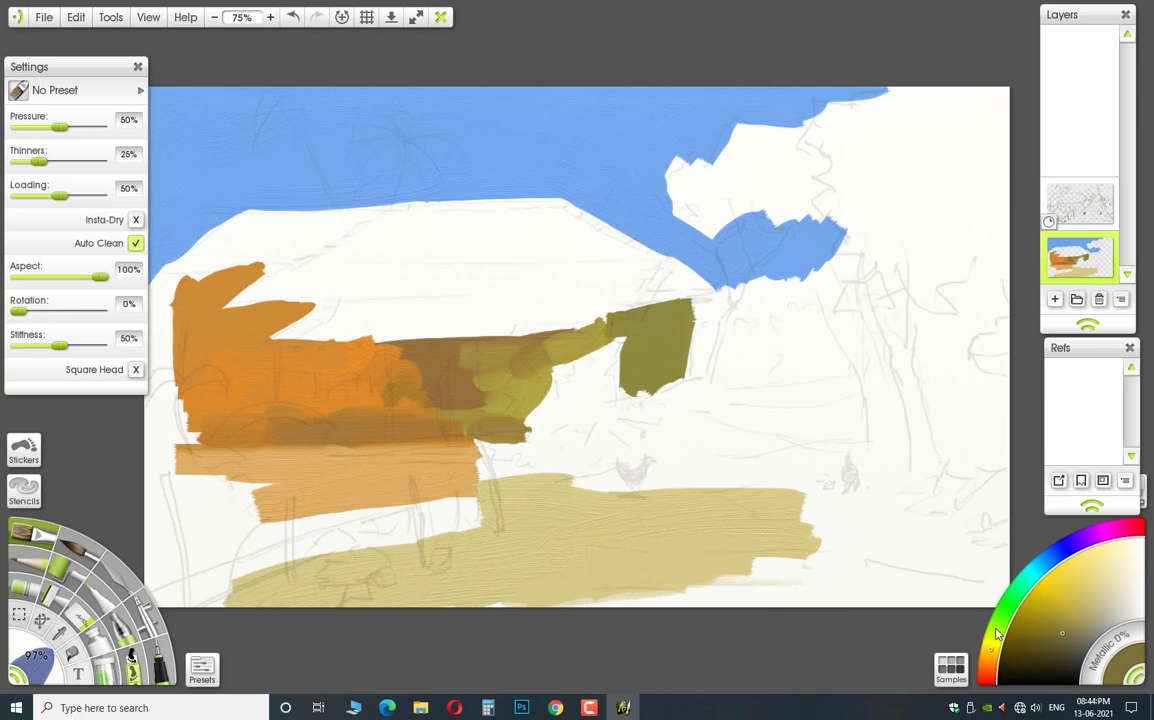 File Edit Tools View Help − 75% +
Settings
No Preset
Pressure: 50%
Thinners: 25%
Loading: 50%
Insta-Dry X
Auto Clean
Aspect: 100%
Rotation: 0%
Stiffness: 50%
Square Head X
Stickers
Stencils
97%
T
Presets
Layers
Refs
Samples
Metallic 0%
Type here to search
Ps
ENG
08:44:PM
13-06-2021